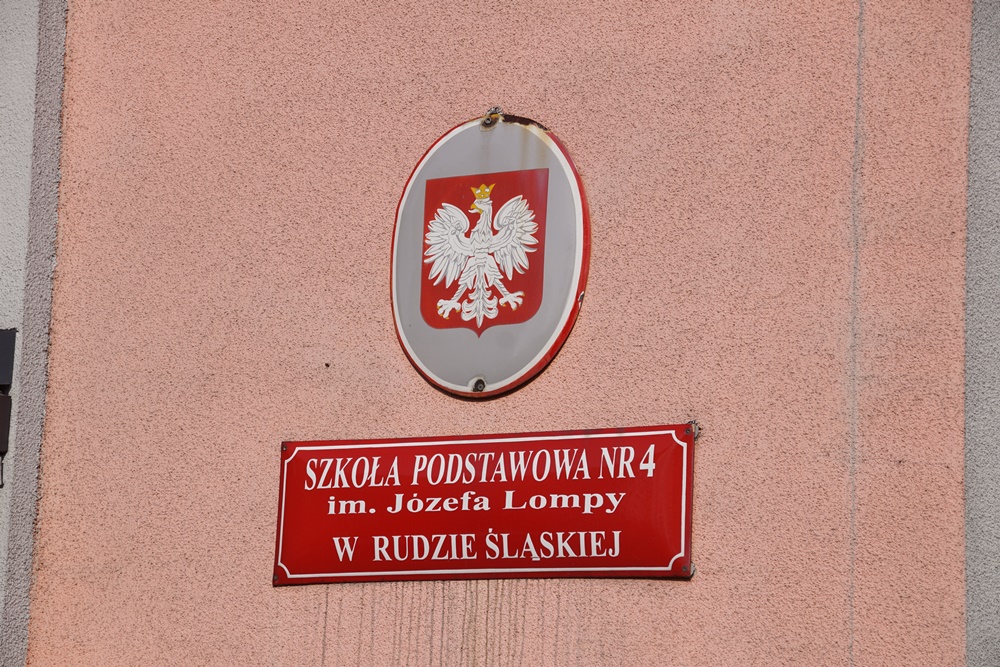 SZKOŁA PODSTAWOWA NR 4
im. Józefa Lompy
W RUDZIE ŚLĄSKIEJ